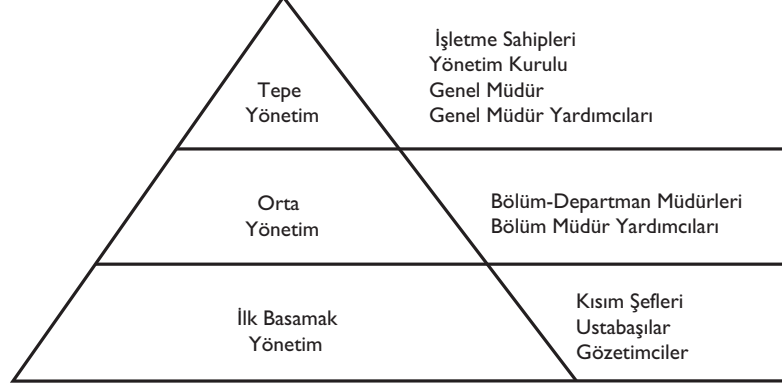 Tepe
Yönetim
İşletme Sahipleri
Yönetim Kurulu
Genel Müdür
Genel Müdür Yardımcıları
Orta
Yönetim
Bölüm-Departman Müdürleri
Bölüm Müdür Yardımcıları
İlk Basamak
Yönetim
Kısım Şefleri
Ustabaşılar
Gözetimciler